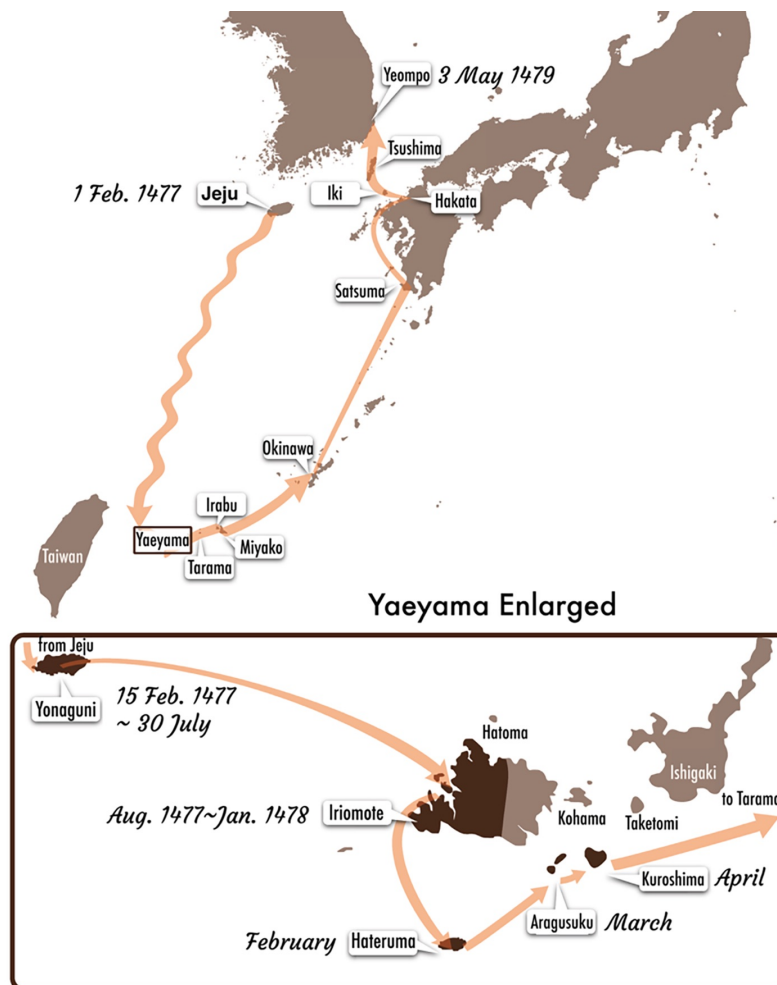 Yeompo 3 May 1479
Tsushima
1 Feb. 1477 Jeju
Iki
Hakata
Satsuma
Okinawa
Irabu
Yaeyama
Miyako
Taiwan
Tarama
Yaeyama Enlarged
from Jeju
Yonaguni
15 Feb. 1477
~ 30 July
Hatoma
Ishigaki
to Tarama
Aug. 1477~Jan. 1478 Iriomote
Kohama
Taketomi
Kuroshima April
Aragusuku March
February Hateruma